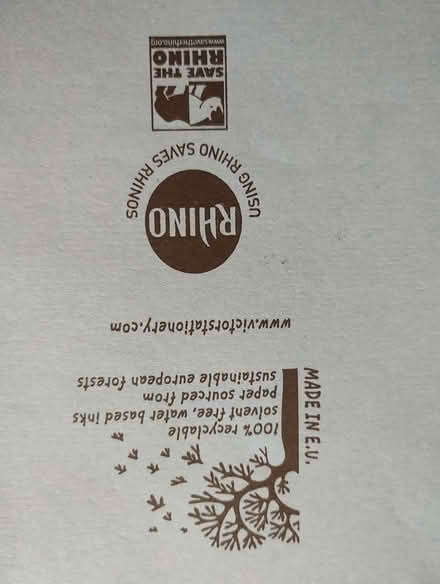 MADE IN E.U.
100% recyclable
solvent free, water based inks
paper sourced from
sustainable european forests
www.victorstationery.com
RHINO
USING RHINO SAVES RHINOS
SAVE THE
RHINO
www.savetherhino.org